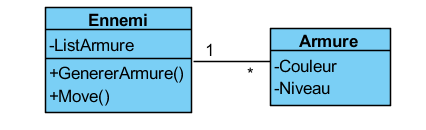 Ennemi
-ListArmure
+GenererArmure()
+Move()
1
*
Armure
-Couleur
-Niveau